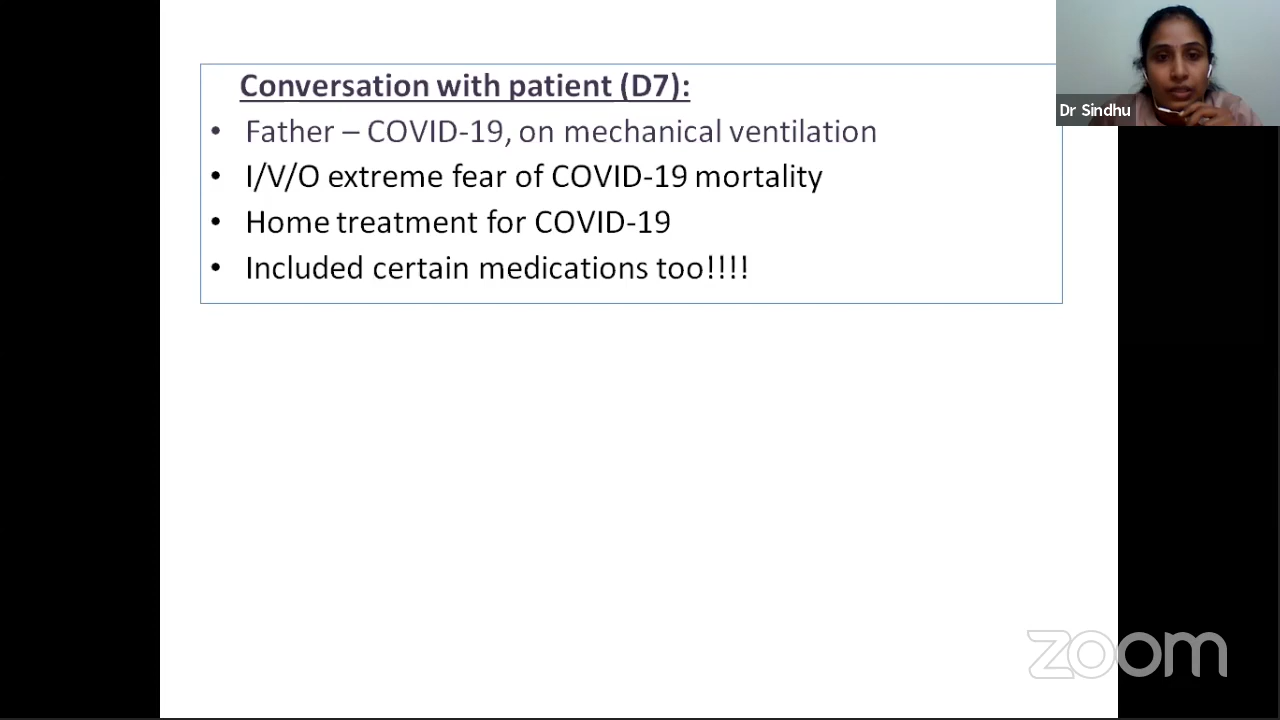 Conversation with patient (D7):
• Father – COVID-19, on mechanical ventilation
• I/V/O extreme fear of COVID-19 mortality
• Home treatment for COVID-19
• Included certain medications too!!!!
Dr Sindhu
zoom